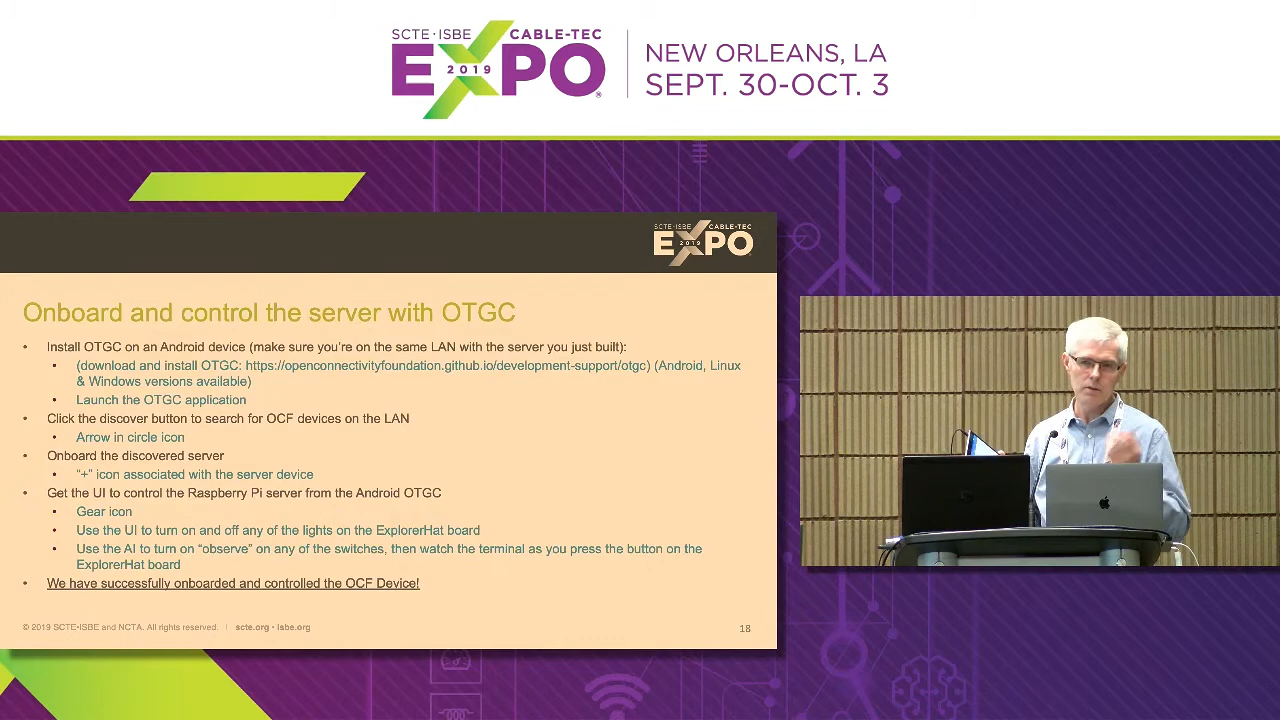 SCTE·ISBE CABLE-TEC
EXPO
2019
NEW ORLEANS, LA
SEPT. 30-OCT. 3
SCTE·ISBE CABLE-TEC
EXPO
2019
Onboard and control the server with OTGC
• Install OTGC on an Android device (make sure you're on the same LAN with the server you just built):
• (download and install OTGC: https://openconnectivityfoundation.github.io/development-support/otgc) (Android, Linux
& Windows versions available)
• Launch the OTGC application
• Click the discover button to search for OCF devices on the LAN
• Arrow in circle icon
• Onboard the discovered server
• “+” icon associated with the server device
• Get the UI to control the Raspberry Pi server from the Android OTGC
• Gear icon
• Use the UI to turn on and off any of the lights on the ExplorerHat board
• Use the AI to turn on “observe” on any of the switches, then watch the terminal as you press the button on the
ExplorerHat board
• We have successfully onboarded and controlled the OCF Device!
© 2019 SCTE•ISBE and NCTA. All rights reserved. | scte.org • isbe.org
18